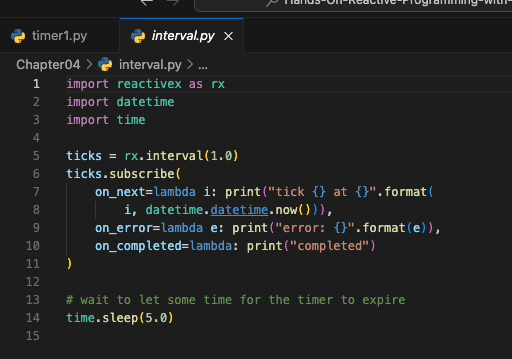 Hands-On-Reactive-Programming-with-
timer1.py interval.py
Chapter04 > interval.py > ...
1 import reactivex as rx
2 import datetime
3 import time
4
5 ticks = rx.interval(1.0)
6 ticks.subscribe(
7     on_next=lambda i: print("tick {} at {}".format(
8         i, datetime.datetime.now())),
9     on_error=lambda e: print("error: {}".format(e)),
10     on_completed=lambda: print("completed")
11 )
12
13 # wait to let some time for the timer to expire
14 time.sleep(5.0)
15